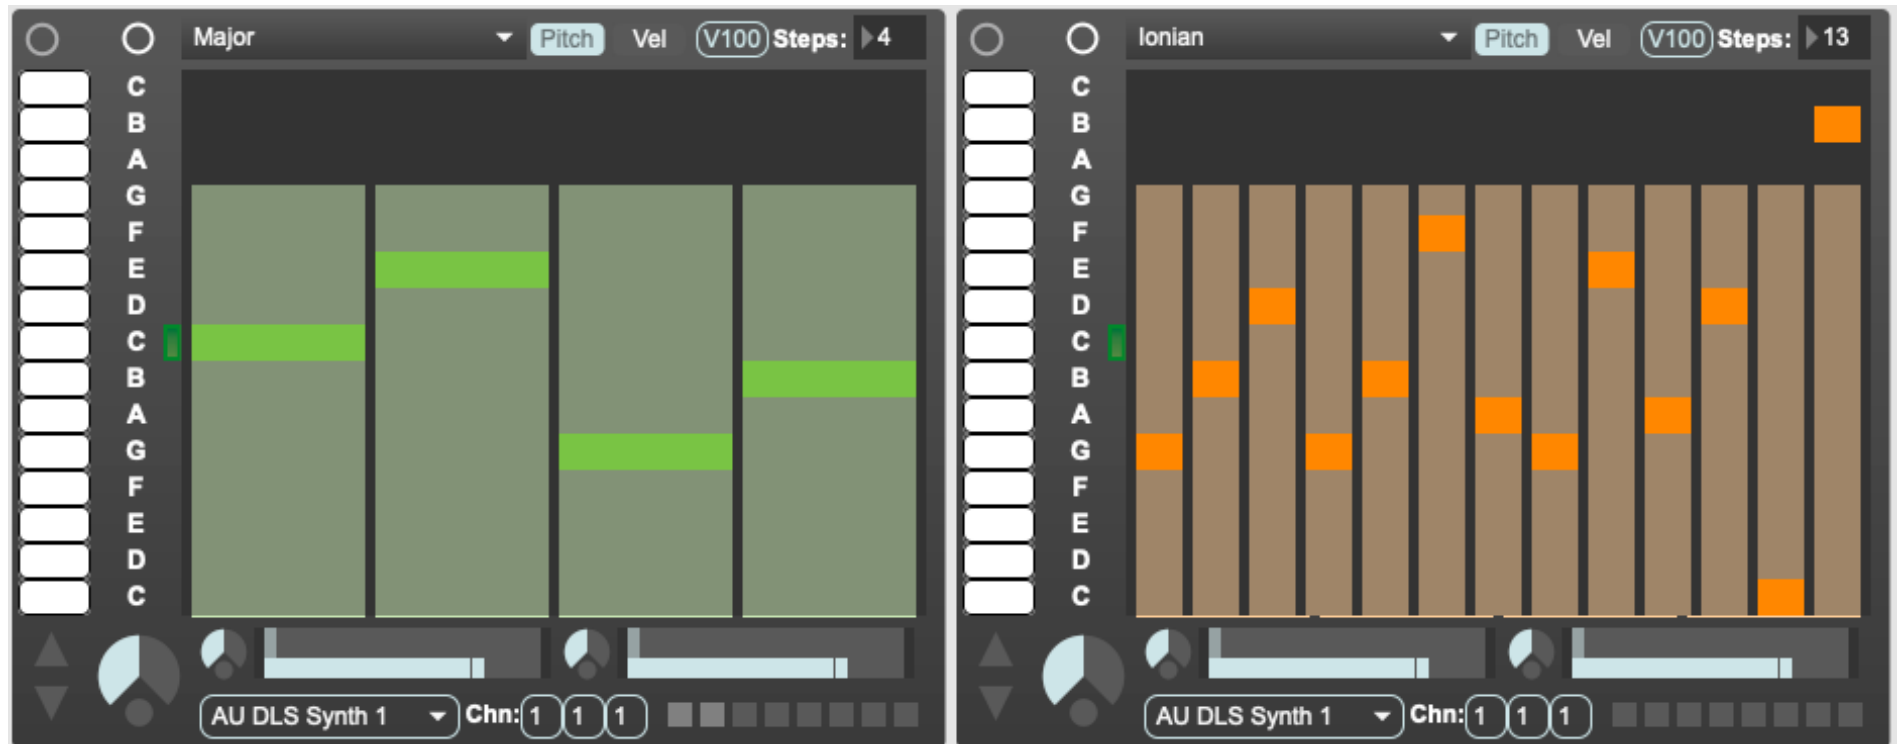 Major Pitch Vel V100 Steps: 4
C
B
A
G
F
E
D
C
B
A
G
F
E
D
C
AU DLS Synth 1 Chn: 1 1 1
Ionian Pitch Vel V100 Steps: 13
C
B
A
G
F
E
D
C
B
A
G
F
E
D
C
AU DLS Synth 1 Chn: 1 1 1